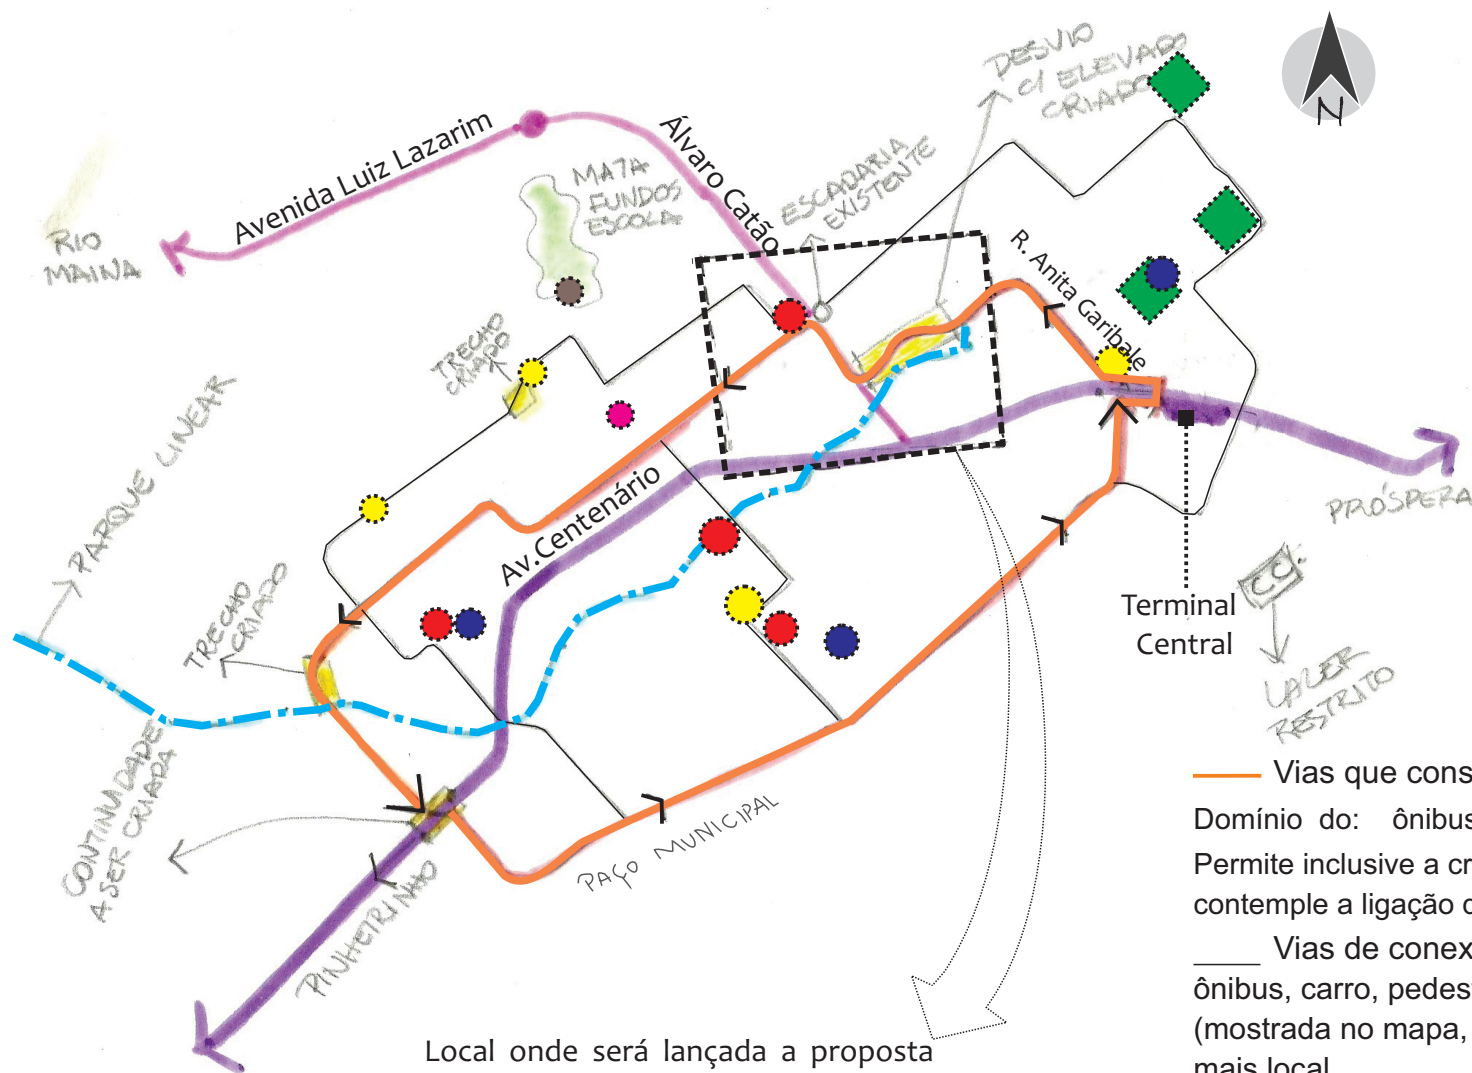 DESVIO
C/ ELEVADO
CRIADO
N
Álvaro Catão
Avenida Luiz Lazarim
ESCADARIA
EXISTENTE
MATA
FUNDOS
ESCOLA
RIO
MAINA
R. Anita Garibale
TRECHO
CRIADO
PARQUE LINEAR
Av.Centenário
PRÓSPERA
TRECHO
CRIADO
CC
Terminal
Central
LAZER
RESTRITO
CONTINUIDADE
A SER CRIADA
Vias que cons
Domínio do: ônibus
Permite inclusive a cr
contemple a ligação d
PAÇO MUNICIPAL
PINHEIRINHO
Vias de conex
ônibus, carro, pedest
(mostrada no mapa,
mais local
Local onde será lançada a proposta